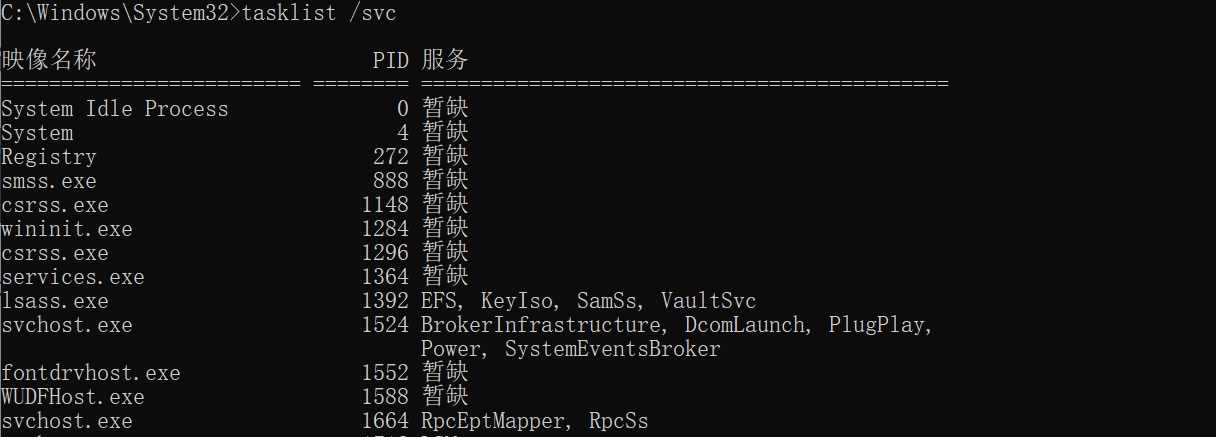 C:\Windows\System32>tasklist /svc
映像名称 PID 服务
========================= ======== ============================================
System Idle Process 0 暂缺
System 4 暂缺
Registry 272 暂缺
smss.exe 888 暂缺
csrss.exe 1148 暂缺
wininit.exe 1284 暂缺
csrss.exe 1296 暂缺
services.exe 1364 暂缺
lsass.exe 1392 EFS, KeyIso, SamSs, VaultSvc
svchost.exe 1524 BrokerInfrastructure, DcomLaunch, PlugPlay,
Power, SystemEventsBroker
fontdrvhost.exe 1552 暂缺
WUDFHost.exe 1588 暂缺
svchost.exe 1664 RpcEptMapper, RpcSs